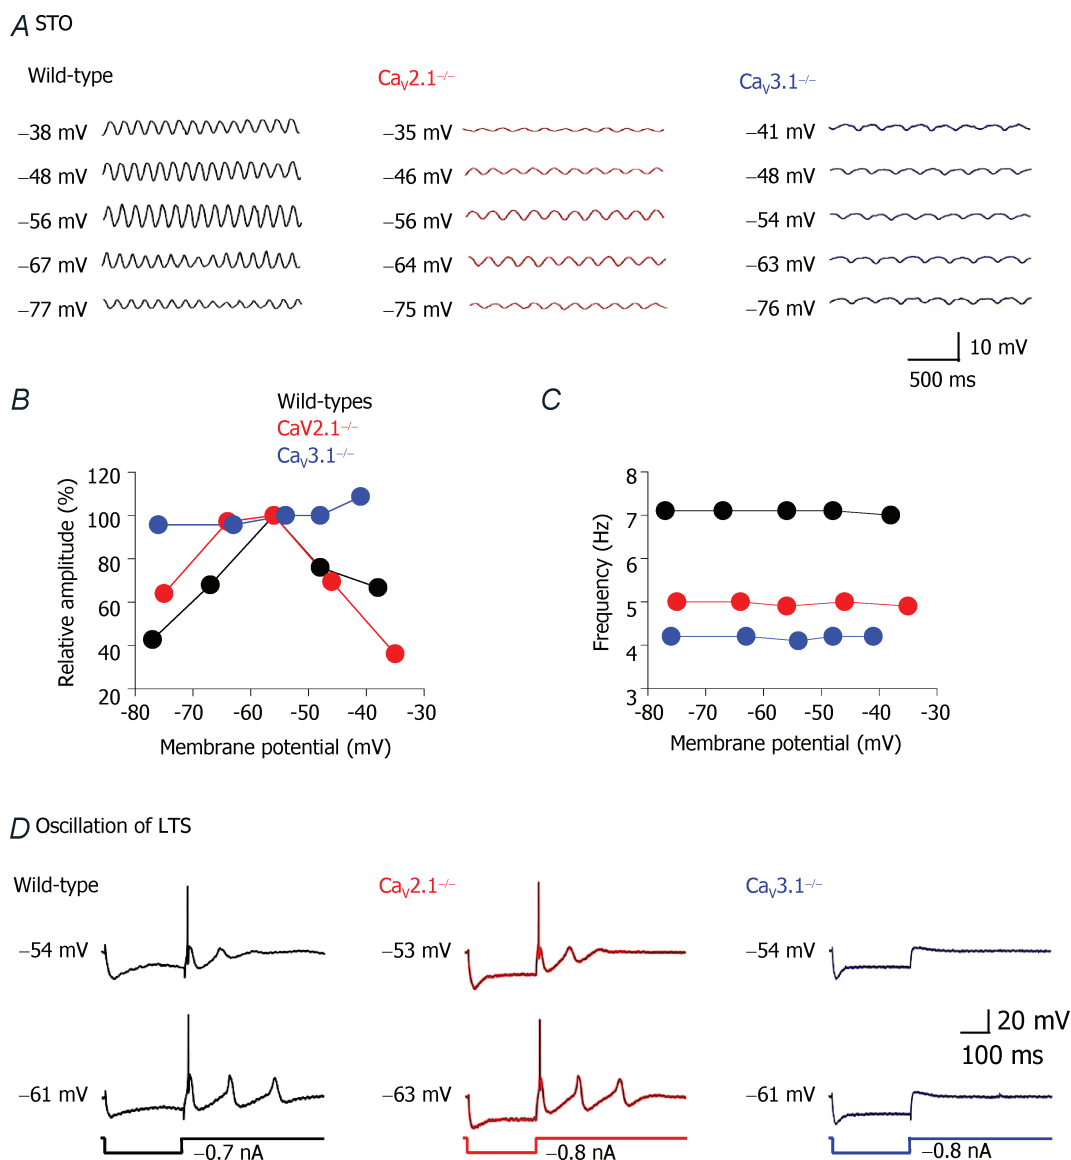 A STO
Wild-type
CaV2.1−/−
CaV3.1−/−
−38 mV
−35 mV
−41 mV
−48 mV
−46 mV
−48 mV
−56 mV
−56 mV
−54 mV
−67 mV
−64 mV
−63 mV
−77 mV
−75 mV
−76 mV
10 mV
500 ms
B
Wild-types
CaV2.1−/−
CaV3.1−/−
Relative amplitude (%)
120
100
80
60
40
20
-80 -70 -60 -50 -40 -30
Membrane potential (mV)
C
Frequency (Hz)
8
7
6
5
4
3
-80 -70 -60 -50 -40 -30
Membrane potential (mV)
D Oscillation of LTS
Wild-type
CaV2.1−/−
CaV3.1−/−
−54 mV
−53 mV
−54 mV
20 mV
100 ms
−61 mV
−63 mV
−61 mV
−0.7 nA
−0.8 nA
−0.8 nA